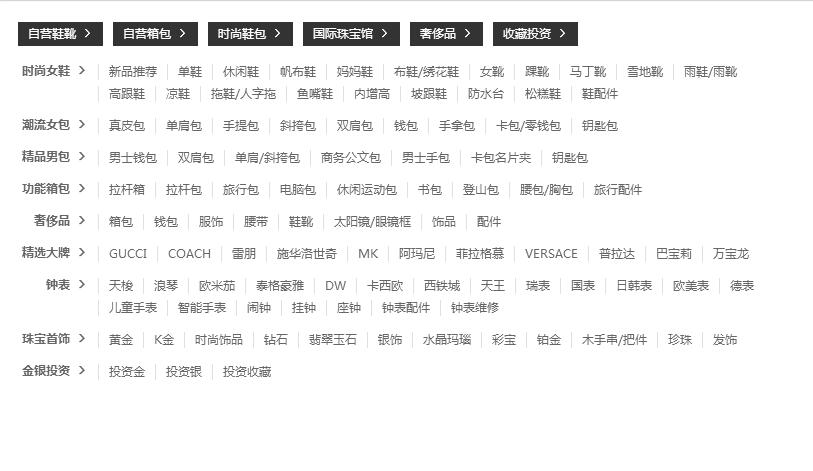 自营鞋靴 > 自营箱包 > 时尚鞋包 > 国际珠宝馆 > 奢侈品 > 收藏投资 >
时尚女鞋 > 新品推荐 单鞋 休闲鞋 帆布鞋 妈妈鞋 布鞋/绣花鞋 女靴 踝靴 马丁靴 雪地靴 雨鞋/雨靴
高跟鞋 凉鞋 拖鞋/人字拖 鱼嘴鞋 内增高 坡跟鞋 防水台 松糕鞋 鞋配件
潮流女包 > 真皮包 单肩包 手提包 斜挎包 双肩包 钱包 手拿包 卡包/零钱包 钥匙包
精品男包 > 男士钱包 双肩包 单肩/斜挎包 商务公文包 男士手包 卡包名片夹 钥匙包
功能箱包 > 拉杆箱 拉杆包 旅行包 电脑包 休闲运动包 书包 登山包 腰包/胸包 旅行配件
奢侈品 > 箱包 钱包 服饰 腰带 鞋靴 太阳镜/眼镜框 饰品 配件
精选大牌 > GUCCI COACH 雷朋 施华洛世奇 MK 阿玛尼 菲拉格慕 VERSACE 普拉达 巴宝莉 万宝龙
钟表 > 天梭 浪琴 欧米茄 泰格豪雅 DW 卡西欧 西铁城 天王 瑞表 国表 日韩表 欧美表 德表
儿童手表 智能手表 闹钟 挂钟 座钟 钟表配件 钟表维修
珠宝首饰 > 黄金 K金 时尚饰品 钻石 翡翠玉石 银饰 水晶玛瑙 彩宝 铂金 木手串/把件 珍珠 发饰
金银投资 > 投资金 投资银 投资收藏